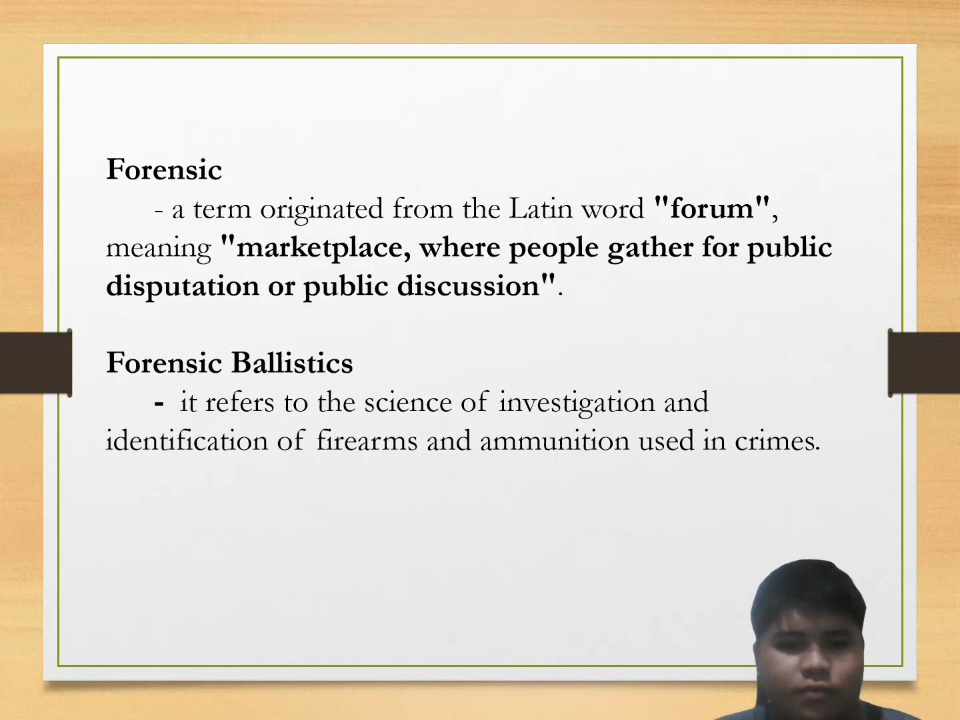 Forensic
- a term originated from the Latin word "forum",
meaning "marketplace, where people gather for public
disputation or public discussion".
Forensic Ballistics
- it refers to the science of investigation and
identification of firearms and ammunition used in crimes.